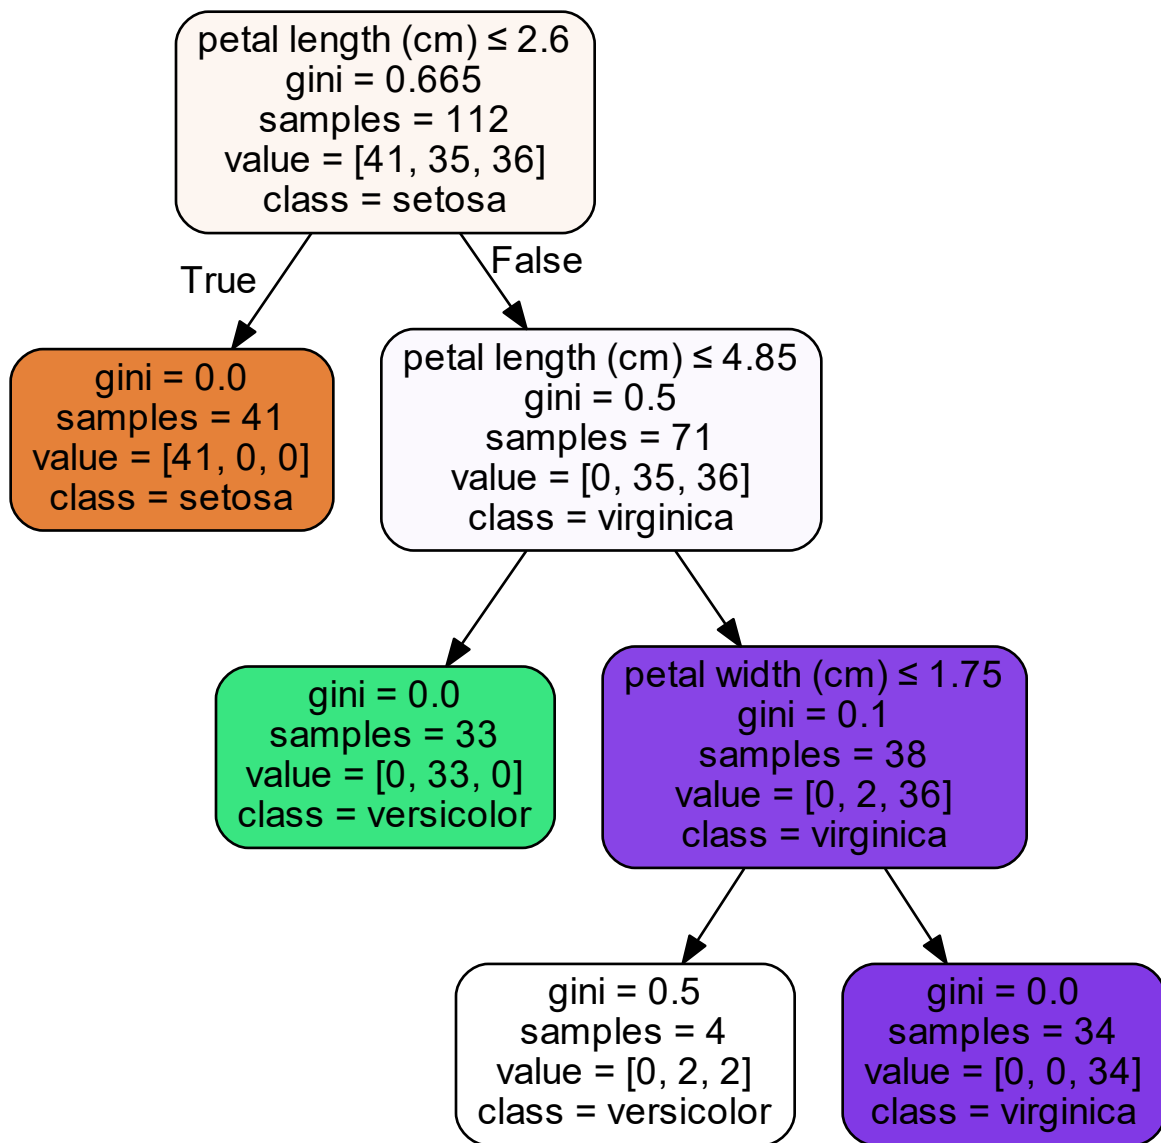 petal length (cm) ≤ 2.6
gini = 0.665
samples = 112
value = [41, 35, 36]
class = setosa
True
False
gini = 0.0
samples = 41
value = [41, 0, 0]
class = setosa
petal length (cm) ≤ 4.85
gini = 0.5
samples = 71
value = [0, 35, 36]
class = virginica
gini = 0.0
samples = 33
value = [0, 33, 0]
class = versicolor
petal width (cm) ≤ 1.75
gini = 0.1
samples = 38
value = [0, 2, 36]
class = virginica
gini = 0.5
samples = 4
value = [0, 2, 2]
class = versicolor
gini = 0.0
samples = 34
value = [0, 0, 34]
class = virginica